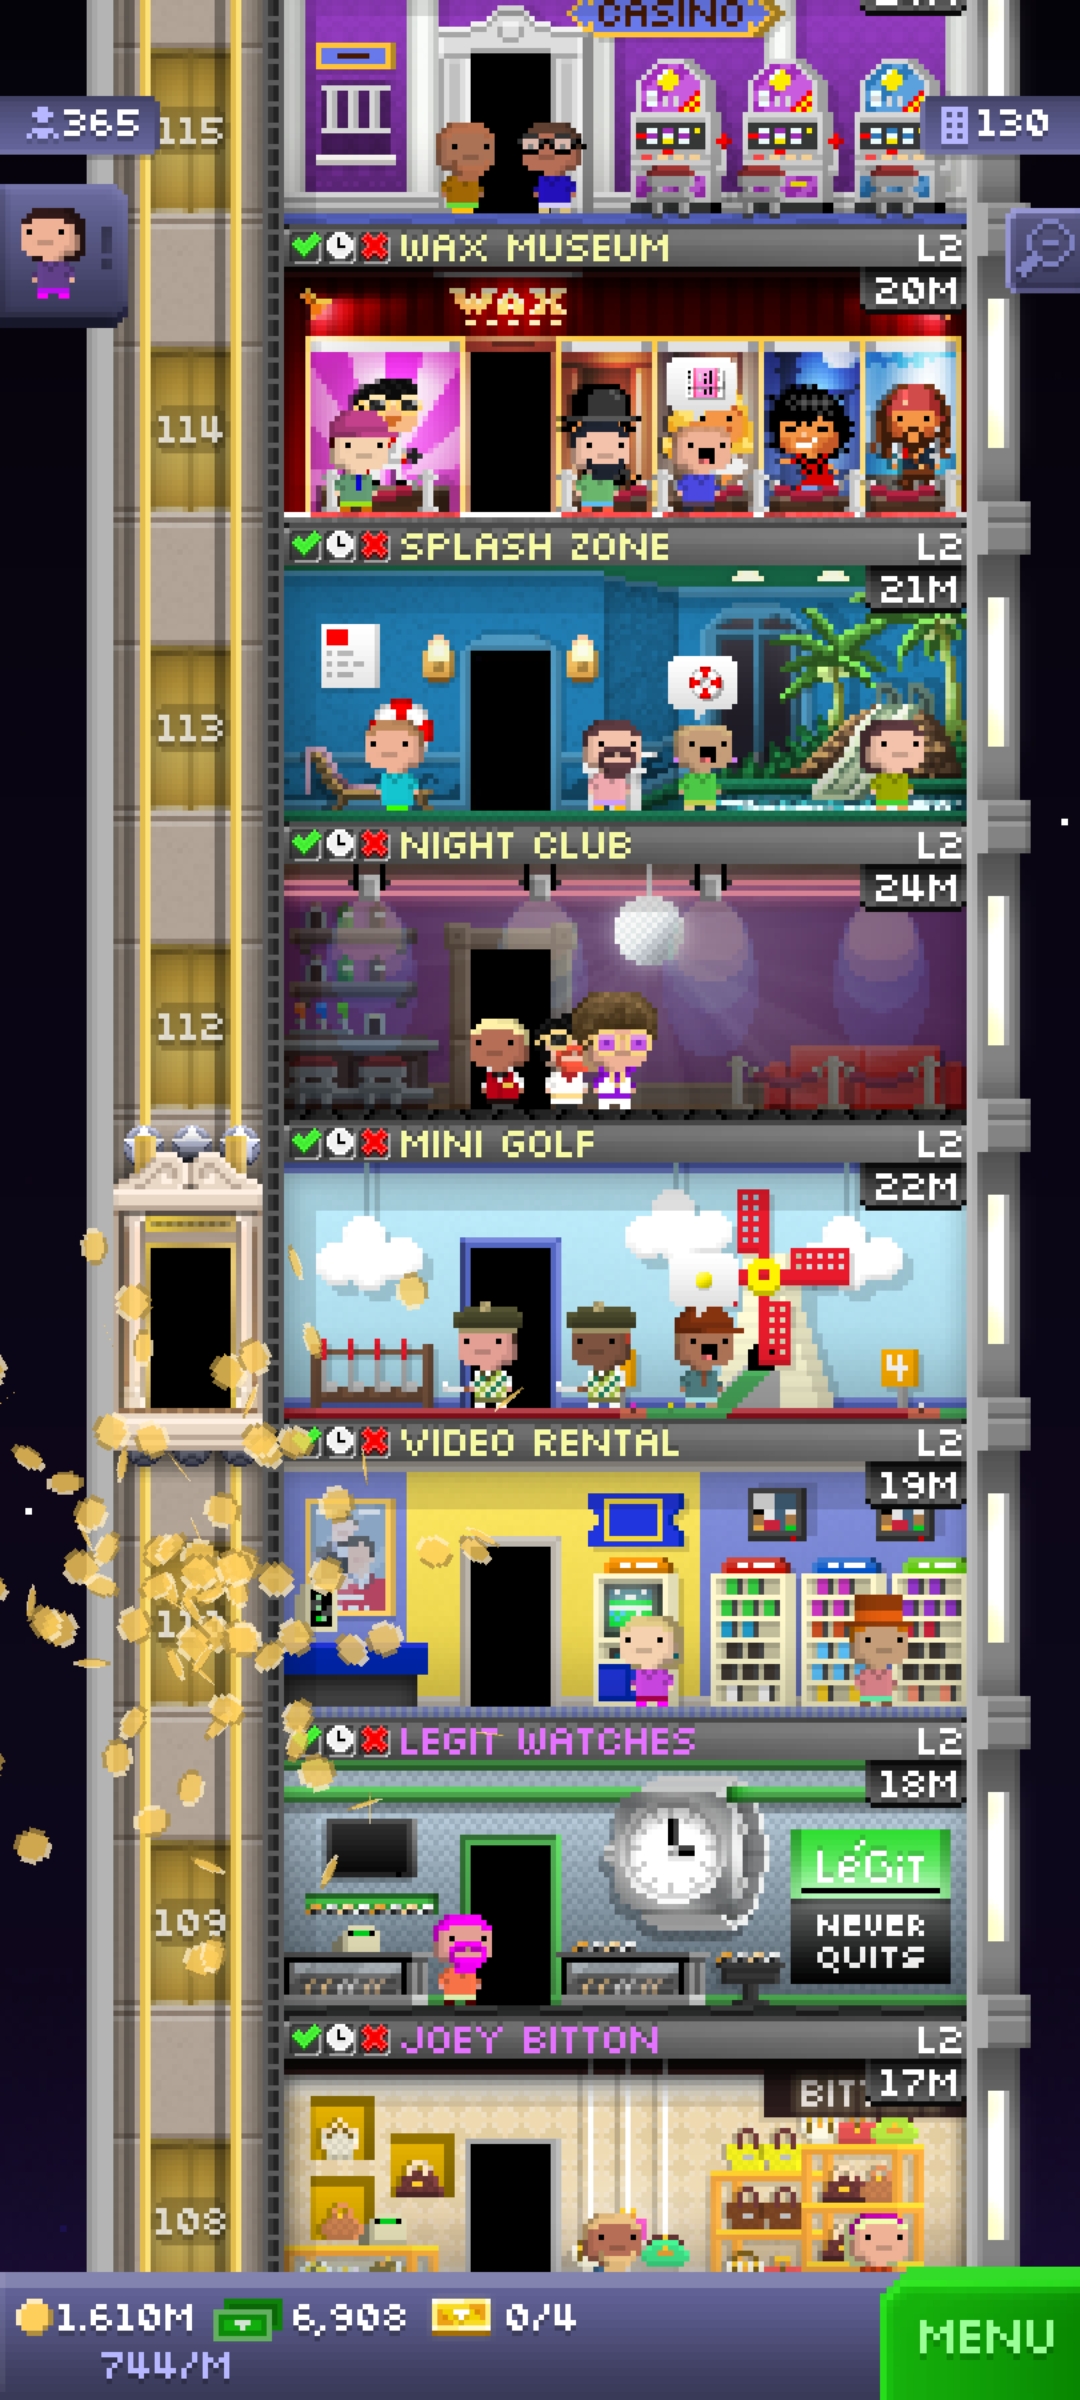 CASINO
365
115
130
WAX MUSEUM L2
20M
WAX
114
SPLASH ZONE L2
21M
113
NIGHT CLUB L2
24M
112
MINI GOLF L2
22M
4
VIDEO RENTAL L2
19M
LEGIT WATCHES L2
18M
LéGiT
NEVER
QUITS
109
JOEY BITTON L2
17M
108
1.610M 6,908 0/4
744/M
MENU